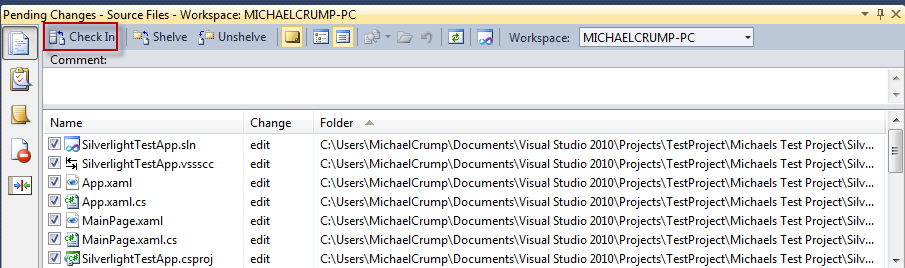 Pending Changes - Source Files - Workspace: MICHAELCRUMP-PC
Check In Shelve Unshelve Workspace: MICHAELCRUMP-PC
Comment:
Name Change Folder
SilverlightTestApp.sln edit C:\Users\MichaelCrump\Documents\Visual Studio 2010\Projects\TestProject\Michaels Test Project\Silv...
SilverlightTestApp.vssscc edit C:\Users\MichaelCrump\Documents\Visual Studio 2010\Projects\TestProject\Michaels Test Project\Silv...
App.xaml edit C:\Users\MichaelCrump\Documents\Visual Studio 2010\Projects\TestProject\Michaels Test Project\Silv...
App.xaml.cs edit C:\Users\MichaelCrump\Documents\Visual Studio 2010\Projects\TestProject\Michaels Test Project\Silv...
MainPage.xaml edit C:\Users\MichaelCrump\Documents\Visual Studio 2010\Projects\TestProject\Michaels Test Project\Silv...
MainPage.xaml.cs edit C:\Users\MichaelCrump\Documents\Visual Studio 2010\Projects\TestProject\Michaels Test Project\Silv...
SilverlightTestApp.csproj edit C:\Users\MichaelCrump\Documents\Visual Studio 2010\Projects\TestProject\Michaels Test Project\Silv...